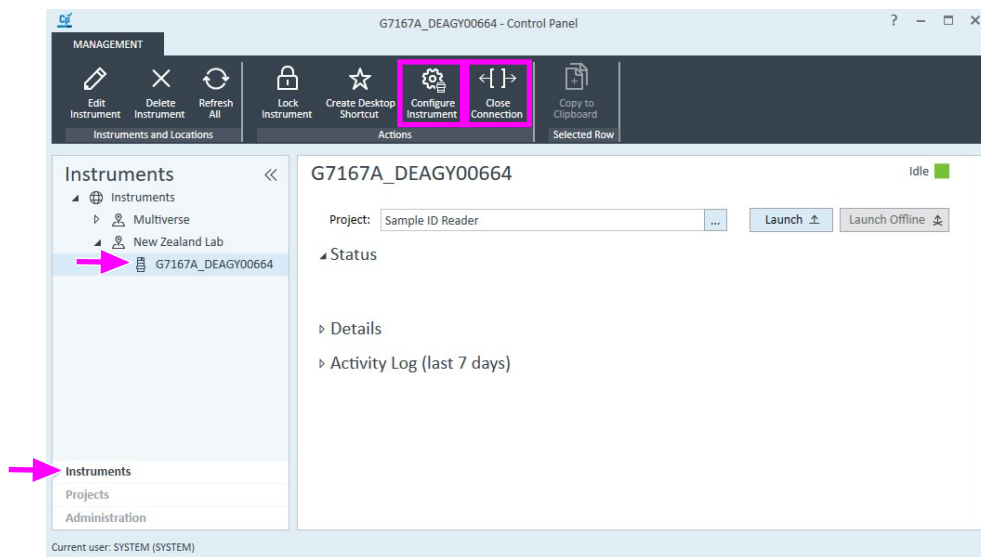 G7167A_DEAGY00664 - Control Panel
MANAGEMENT
Edit Instrument
Delete Instrument
Refresh All
Instruments and Locations
Lock Instrument
Create Desktop Shortcut
Configure Instrument
Close Connection
Actions
Copy to Clipboard
Selected Row
Instruments
Instruments
Multiverse
New Zealand Lab
G7167A_DEAGY00664
Instruments
Projects
Administration
G7167A_DEAGY00664
Idle
Project: Sample ID Reader ... Launch Launch Offline
Status
Details
Activity Log (last 7 days)
Current user: SYSTEM (SYSTEM)